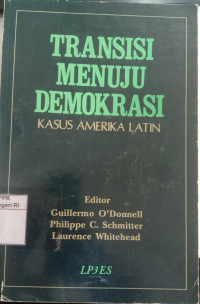 TRANSISI
MENUJU
DEMOKRASI
KASUS AMERIKA LATIN
Editor
Guillermo O'Donnell
Philippe C. Schmitter
Laurence Whitehead
LP3ES